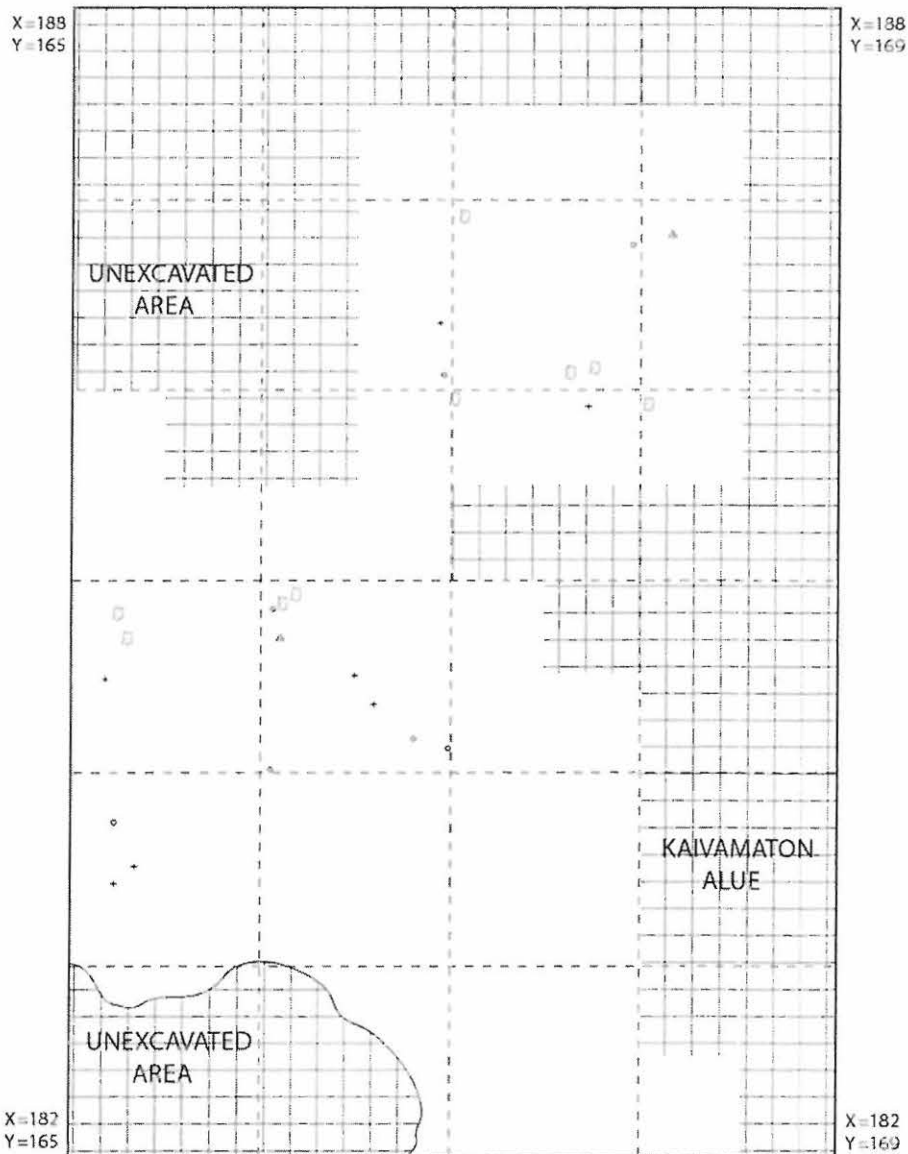 X=188
Y=165
X=188
Y=169
UNEXCAVATED
AREA
KAIVAMATON
ALUE
UNEXCAVATED
AREA
X=182
Y=165
X=182
Y=169